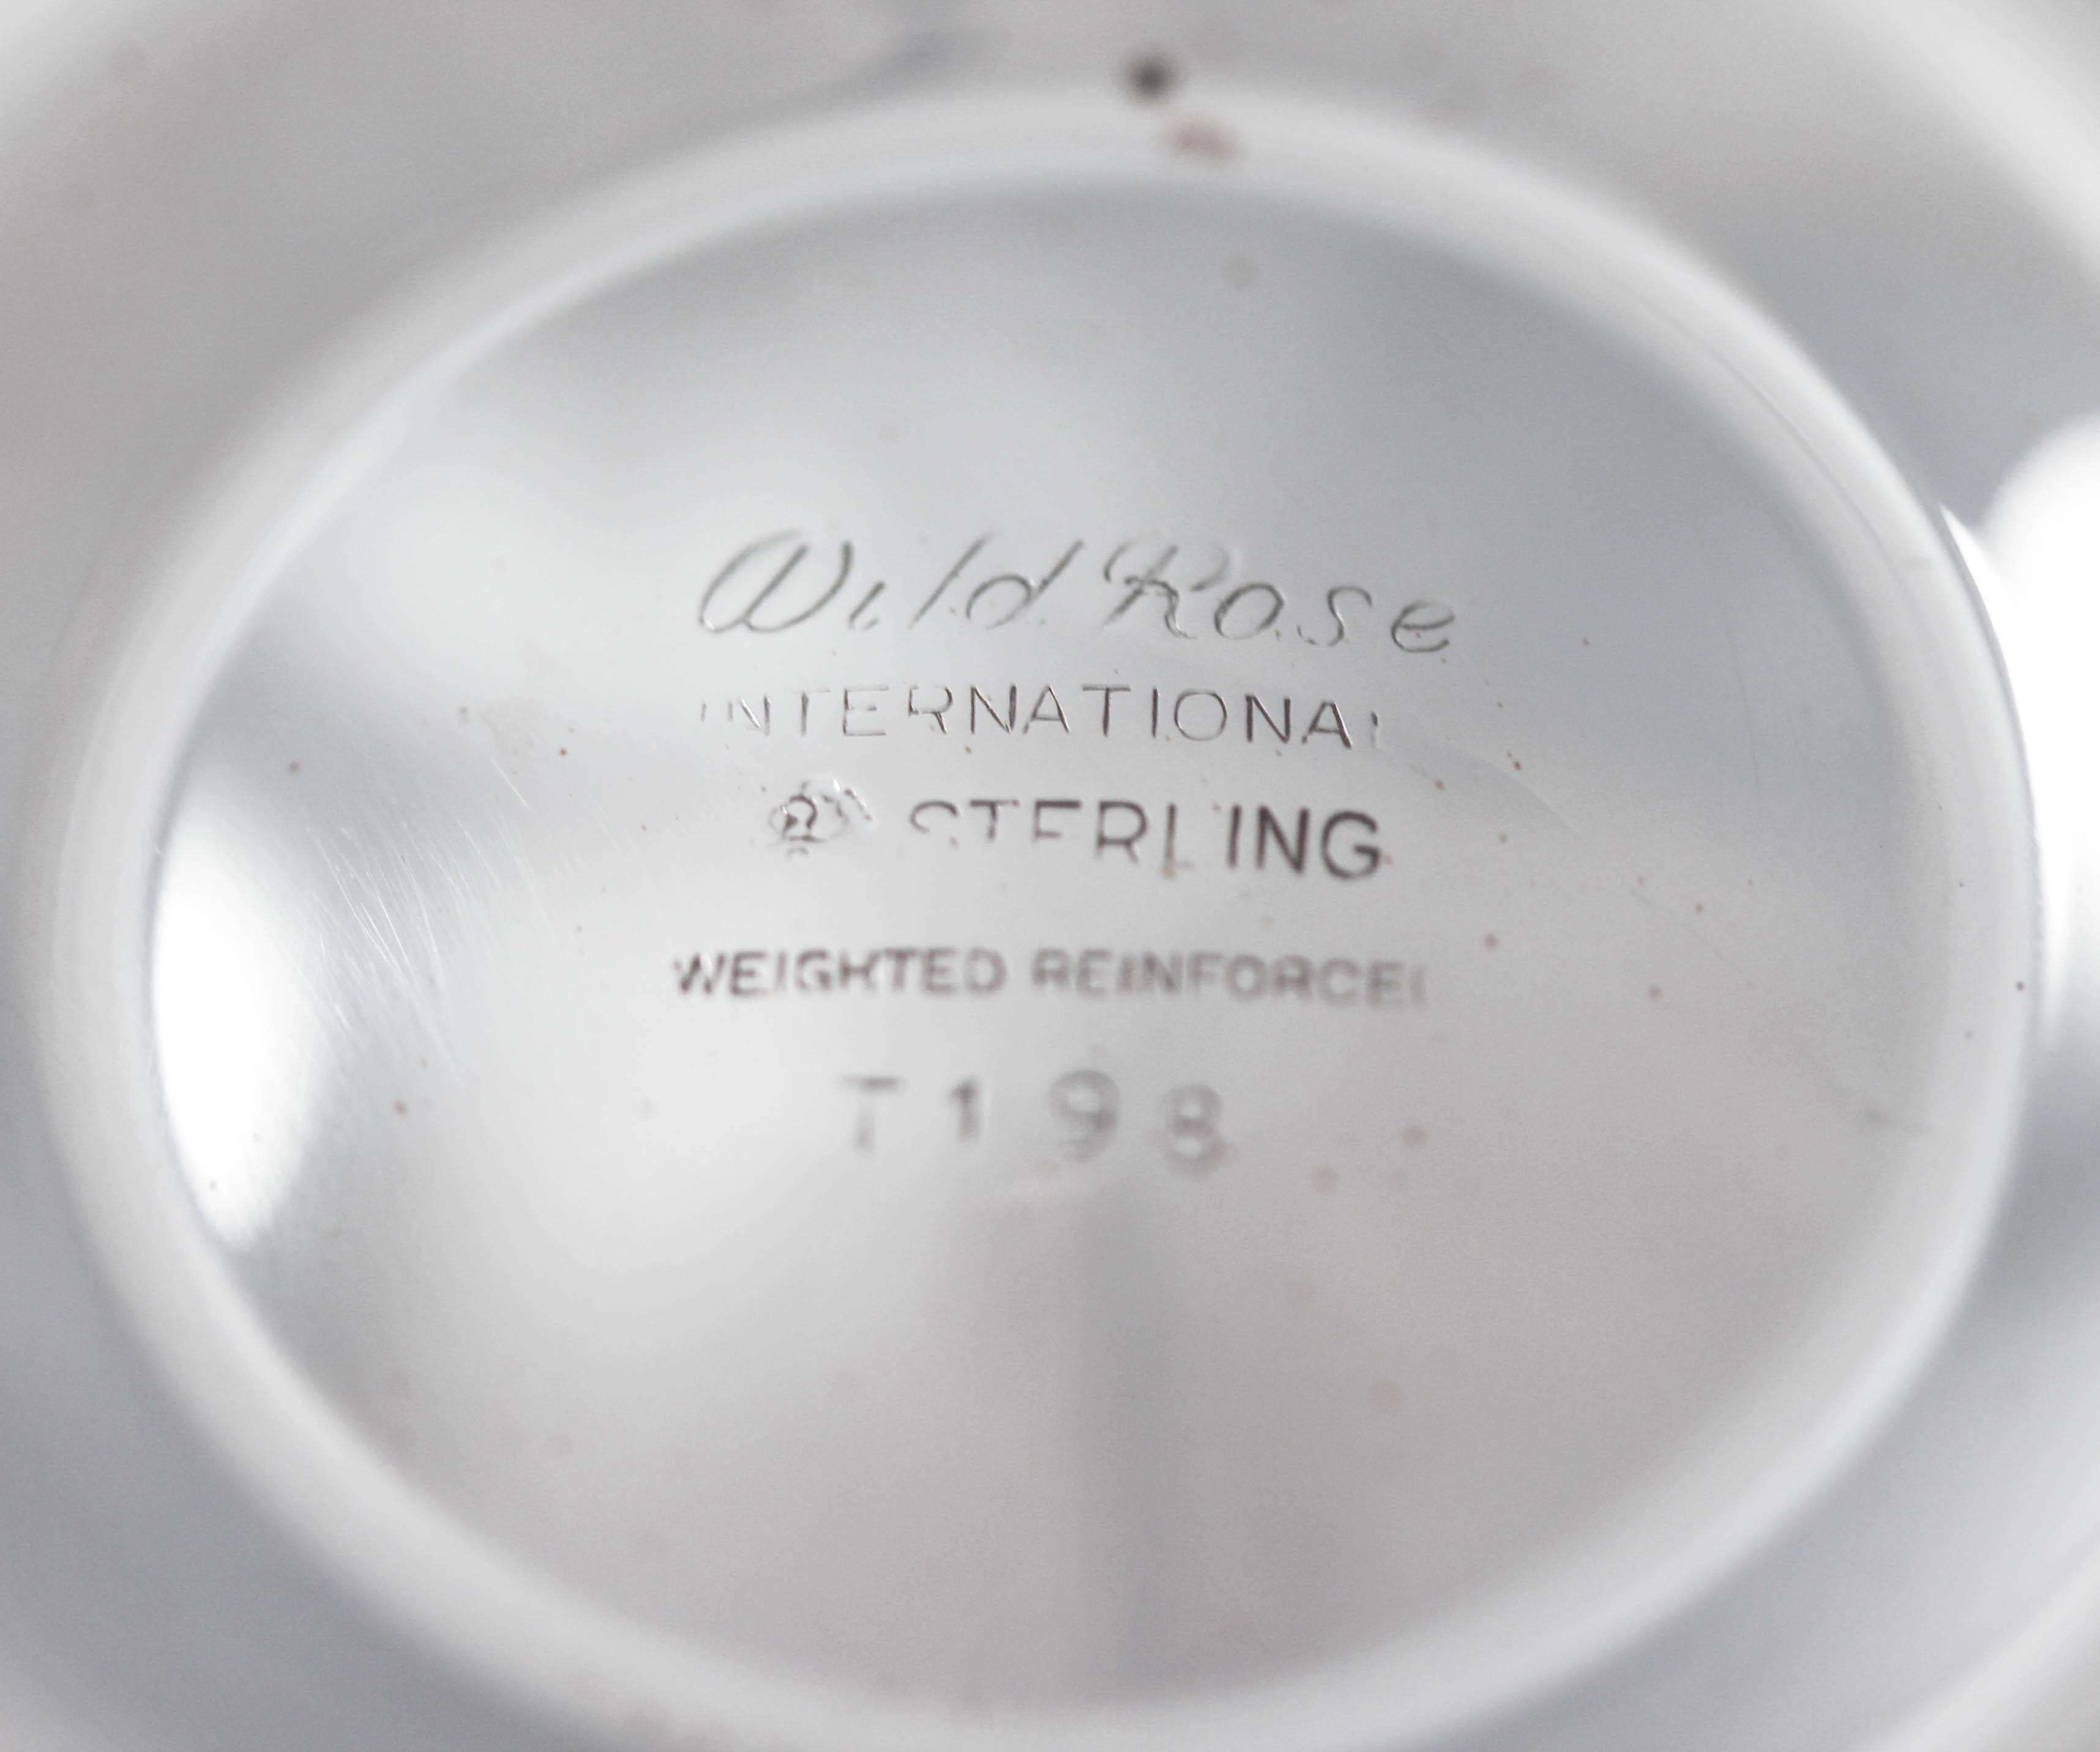 Wild Rose
INTERNATIONAL
STERLING
WEIGHTED REINFORCED
T198